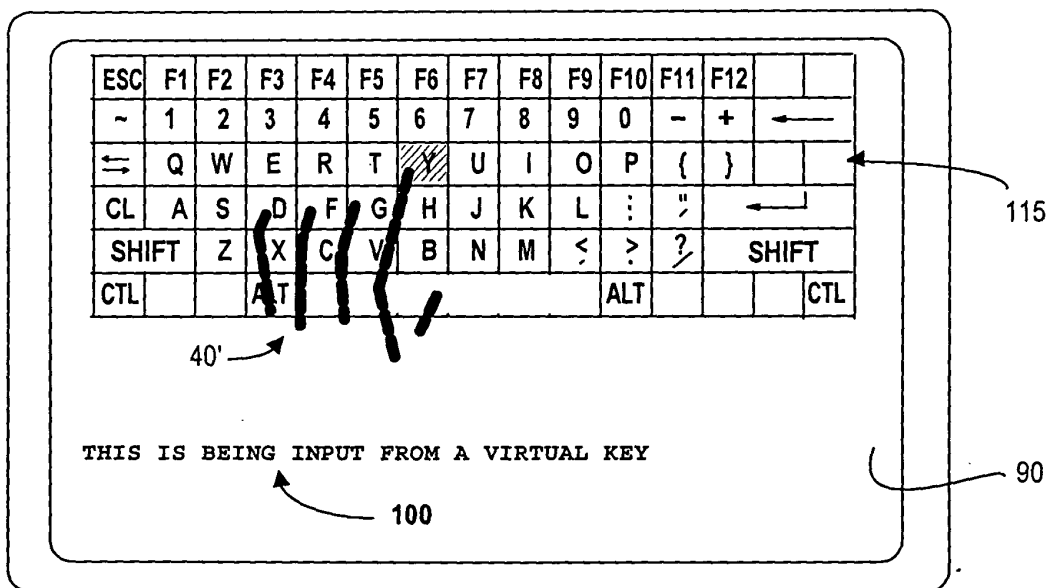 ESC F1 F2 F3 F4 F5 F6 F7 F8 F9 F10 F11 F12
~ 1 2 3 4 5 6 7 8 9 0 - + ←
⇆ Q W E R T Y U I O P { }
CL A S D F G H J K L : " ←
SHIFT Z X C V B N M < > ? SHIFT
CTL ALT ALT CTL
115
40'
THIS IS BEING INPUT FROM A VIRTUAL KEY
90
100